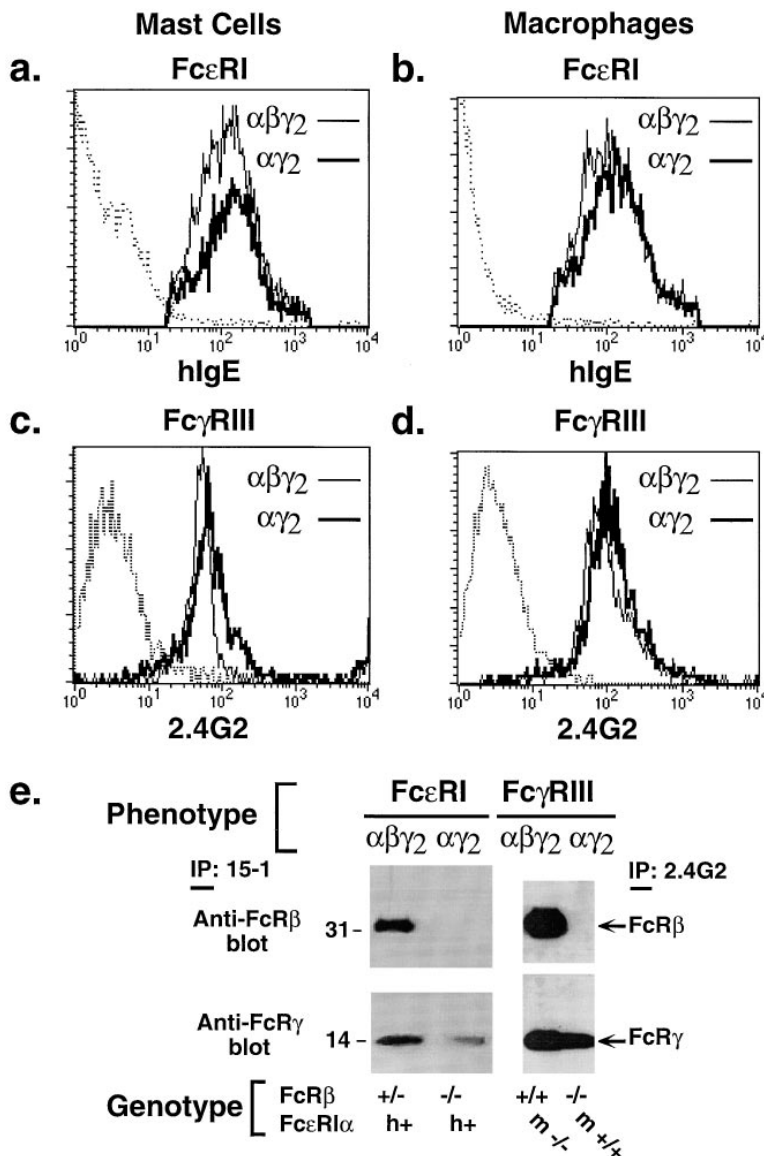 Mast Cells
Macrophages
a.
FcεRI
αβγ2
αγ2
10^0 10^1 10^2 10^3 10^4
hIgE
b.
FcεRI
αβγ2
αγ2
10^0 10^1 10^2 10^3 10^4
hIgE
c.
FcγRIII
αβγ2
αγ2
10^0 10^1 10^2 10^3 10^4
2.4G2
d.
FcγRIII
αβγ2
αγ2
10^0 10^1 10^2 10^3 10^4
2.4G2
e.
Phenotype
FcεRI FcγRIII
αβγ2 αγ2 αβγ2 αγ2
IP: 15-1
IP: 2.4G2
Anti-FcRβ
blot
31
FcRβ
Anti-FcRγ
blot
14
FcRγ
Genotype
FcRβ +/- -/- +/+ -/-
FcεRIα h+ h+ m -/- m +/+